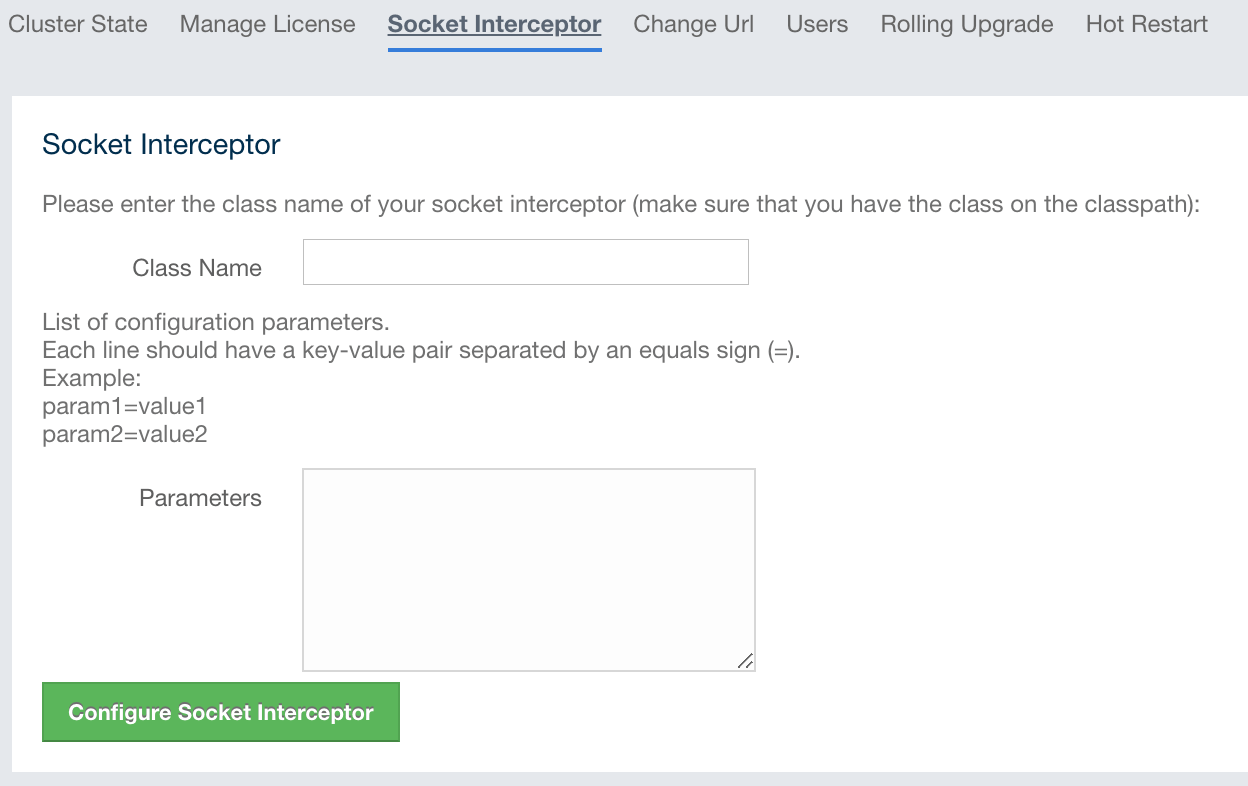 Cluster State Manage License Socket Interceptor Change Url Users Rolling Upgrade Hot Restart
Socket Interceptor
Please enter the class name of your socket interceptor (make sure that you have the class on the classpath):
Class Name
List of configuration parameters.
Each line should have a key-value pair separated by an equals sign (=).
Example:
param1=value1
param2=value2
Parameters
Configure Socket Interceptor